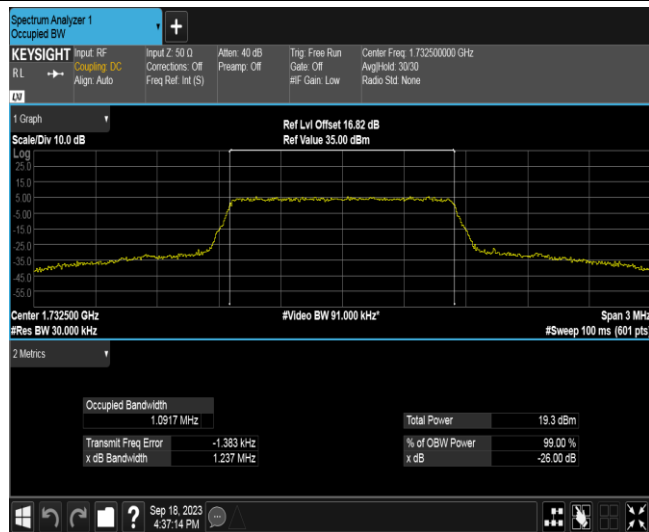 Spectrum Analyzer 1
Occupied BW
KEYSIGHT Input: RF
R L
Coupling: DC
Align: Auto
Input Z: 50 Ω
Corrections: Off
Freq Ref: Int (S)
Atten: 40 dB
Preamp: Off
Trig: Free Run
Gate: Off
#IF Gain: Low
Center Freq: 1.732500000 GHz
Avg|Hold: 30/30
Radio Std: None
1 Graph
Scale/Div 10.0 dB
Ref Lvl Offset 16.82 dB
Ref Value 35.00 dBm
Log
25.0
15.0
5.00
-5.00
-15.0
-25.0
-35.0
-45.0
-55.0
Center 1.732500 GHz
#Video BW 91.000 kHz*
Span 3 MHz
#Res BW 30.000 kHz
#Sweep 100 ms (601 pts)
2 Metrics
Occupied Bandwidth
1.0917 MHz
Total Power 19.3 dBm
Transmit Freq Error -1.383 kHz
% of OBW Power 99.00 %
x dB Bandwidth 1.237 MHz
x dB -26.00 dB
Sep 18, 2023
4:37:14 PM